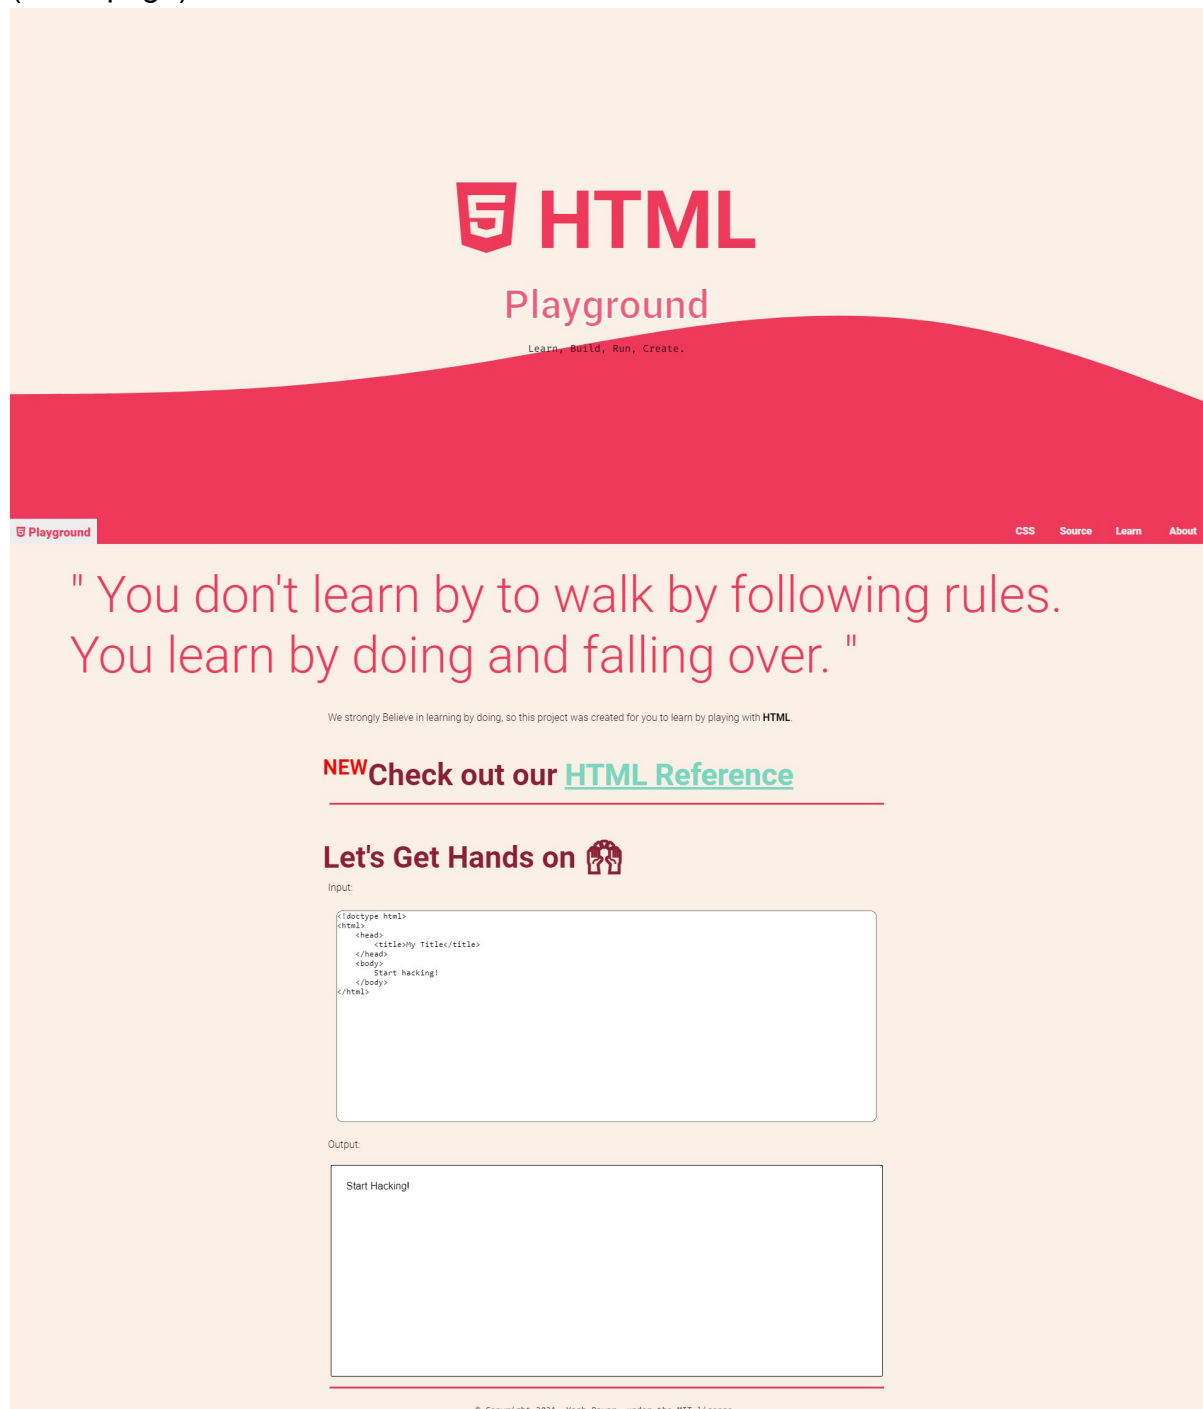 HTML
Playground
Learn, Build, Run, Create.
Playground CSS Source Learn About
" You don't learn by to walk by following rules.
You learn by doing and falling over. "
We strongly Believe in learning by doing, so this project was created for you to learn by playing with HTML.
NEWCheck out our HTML Reference
Let's Get Hands on
Input:
<!doctype html>
<html>
<head>
<title>My Title</title>
</head>
<body>
Start hacking!
</body>
</html>
Output:
Start Hacking!